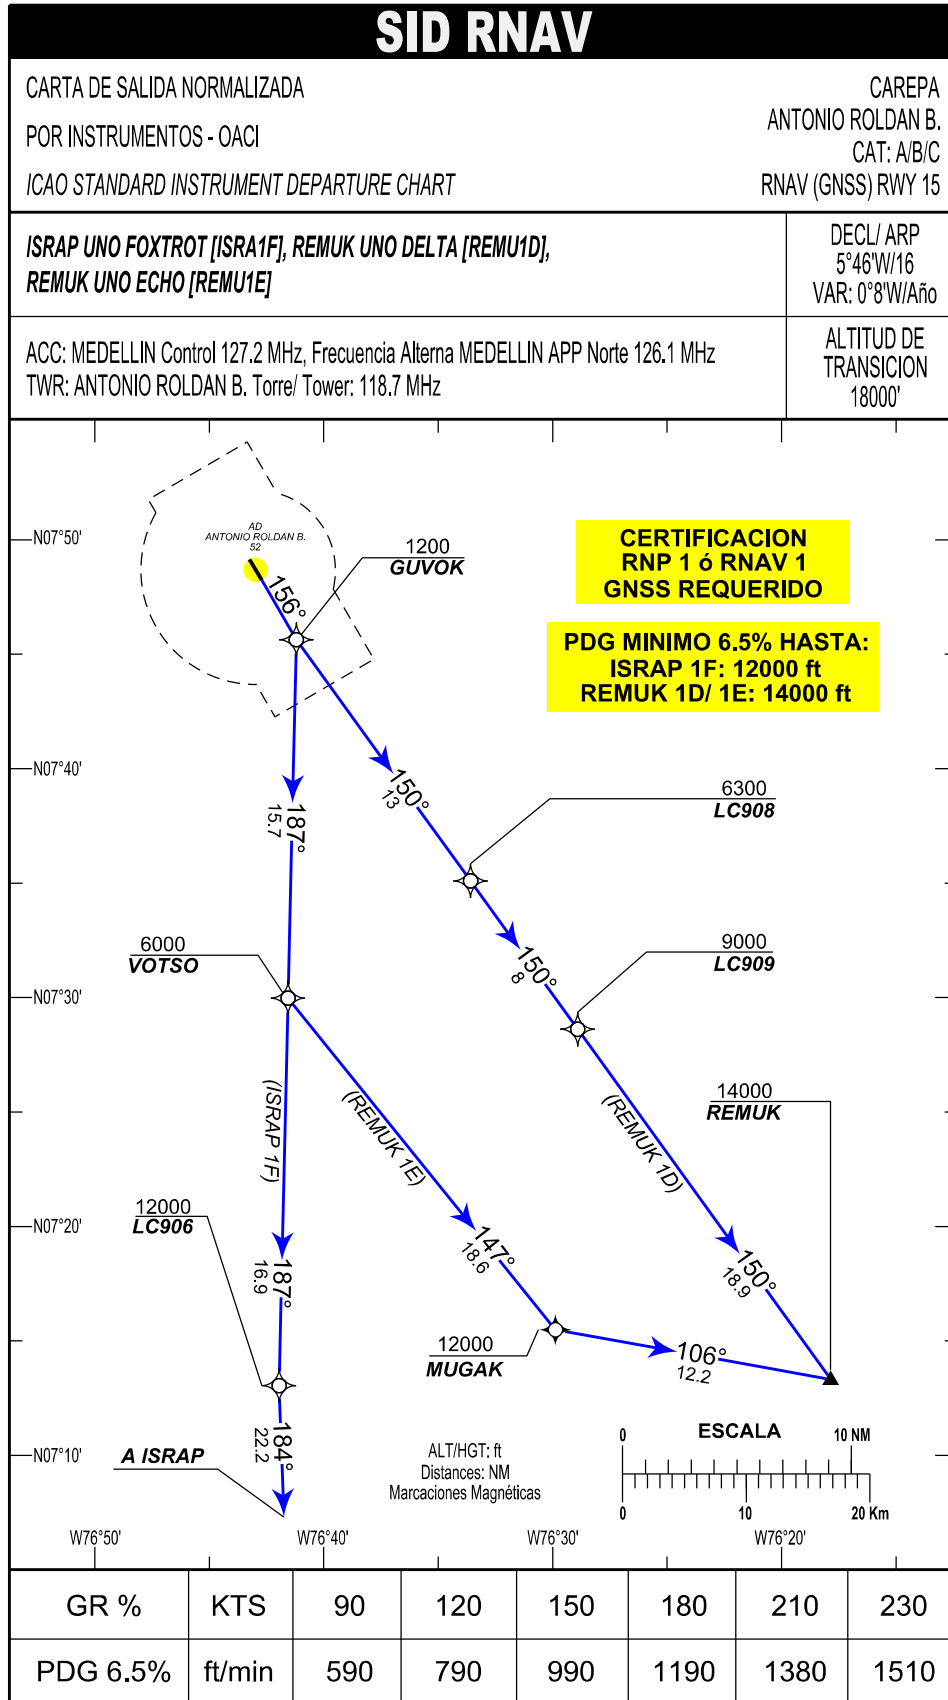 SID RNAV
CARTA DE SALIDA NORMALIZADA
POR INSTRUMENTOS - OACI
ICAO STANDARD INSTRUMENT DEPARTURE CHART
CAREPA
ANTONIO ROLDAN B.
CAT: A/B/C
RNAV (GNSS) RWY 15
ISRAP UNO FOXTROT [ISRA1F], REMUK UNO DELTA [REMU1D],
REMUK UNO ECHO [REMU1E]
DECL/ ARP
5°46'W/16
VAR: 0°8'W/Año
ACC: MEDELLIN Control 127.2 MHz, Frecuencia Alterna MEDELLIN APP Norte 126.1 MHz
TWR: ANTONIO ROLDAN B. Torre/ Tower: 118.7 MHz
ALTITUD DE
TRANSICION
18000'
N07°50'
AD
ANTONIO ROLDAN B.
52
156°
1200
GUVOK
CERTIFICACION
RNP 1 ó RNAV 1
GNSS REQUERIDO
PDG MINIMO 6.5% HASTA:
ISRAP 1F: 12000 ft
REMUK 1D/ 1E: 14000 ft
N07°40'
187°
15.7
150°
13
6300
LC908
6000
VOTSO
150°
8
9000
LC909
N07°30'
(ISRAP 1F)
(REMUK 1E)
(REMUK 1D)
14000
REMUK
12000
LC906
N07°20'
187°
16.9
147°
18.6
150°
18.9
12000
MUGAK
106°
12.2
184°
22.2
A ISRAP
N07°10'
ALT/HGT: ft
Distances: NM
Marcaciones Magnéticas
0 ESCALA 10 NM
0 10 20 Km
W76°50' W76°40' W76°30' W76°20'
GR % KTS 90 120 150 180 210 230
PDG 6.5% ft/min 590 790 990 1190 1380 1510